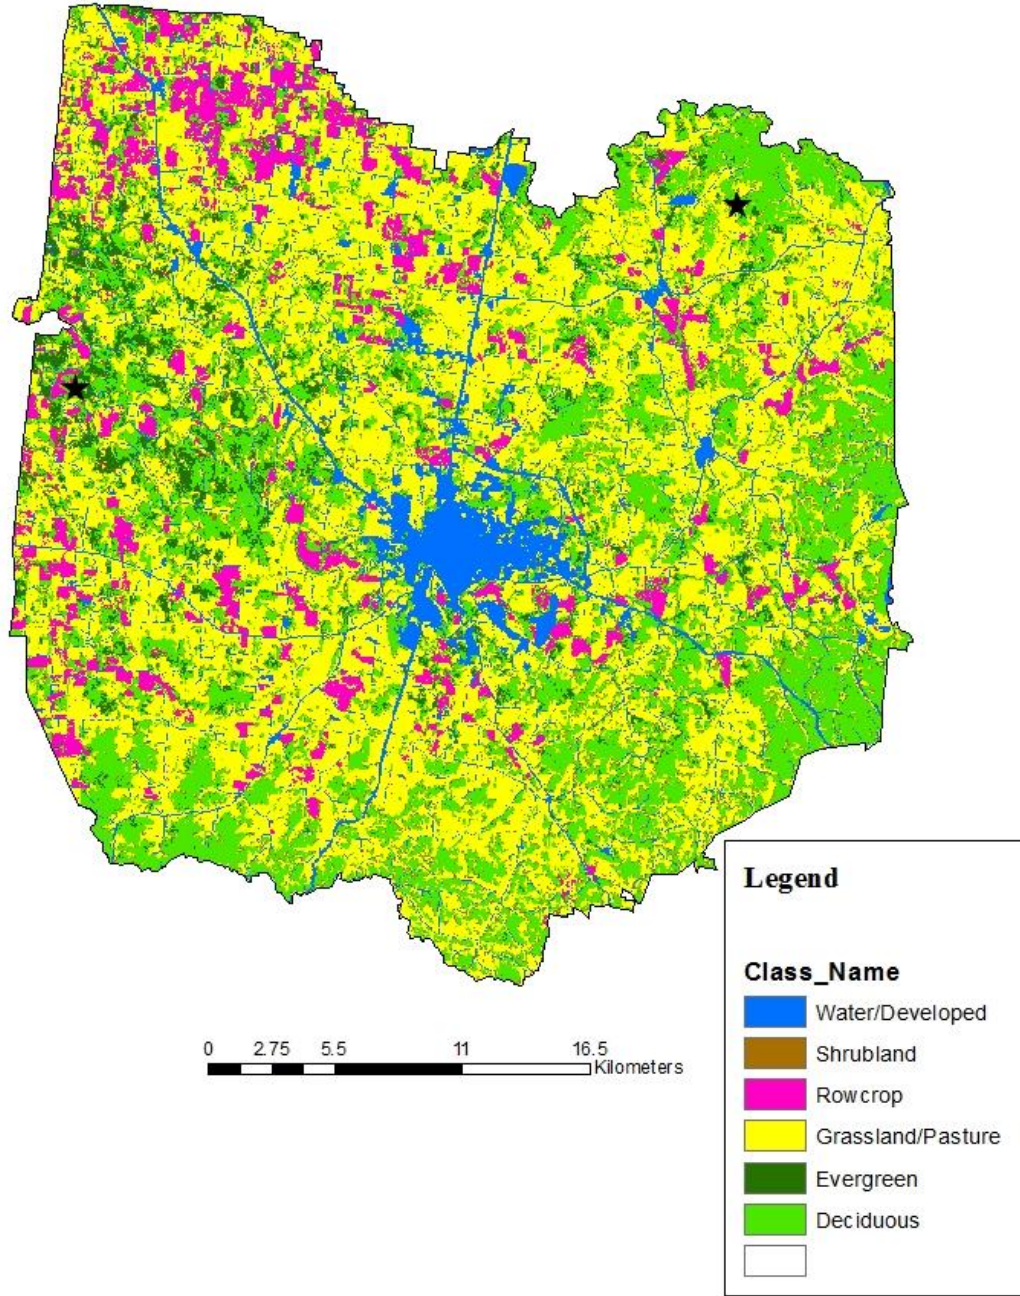 0 2.75 5.5 11 16.5
Kilometers
Legend
Class_Name
Water/Developed
Shrubland
Rowcrop
Grassland/Pasture
Evergreen
Deciduous